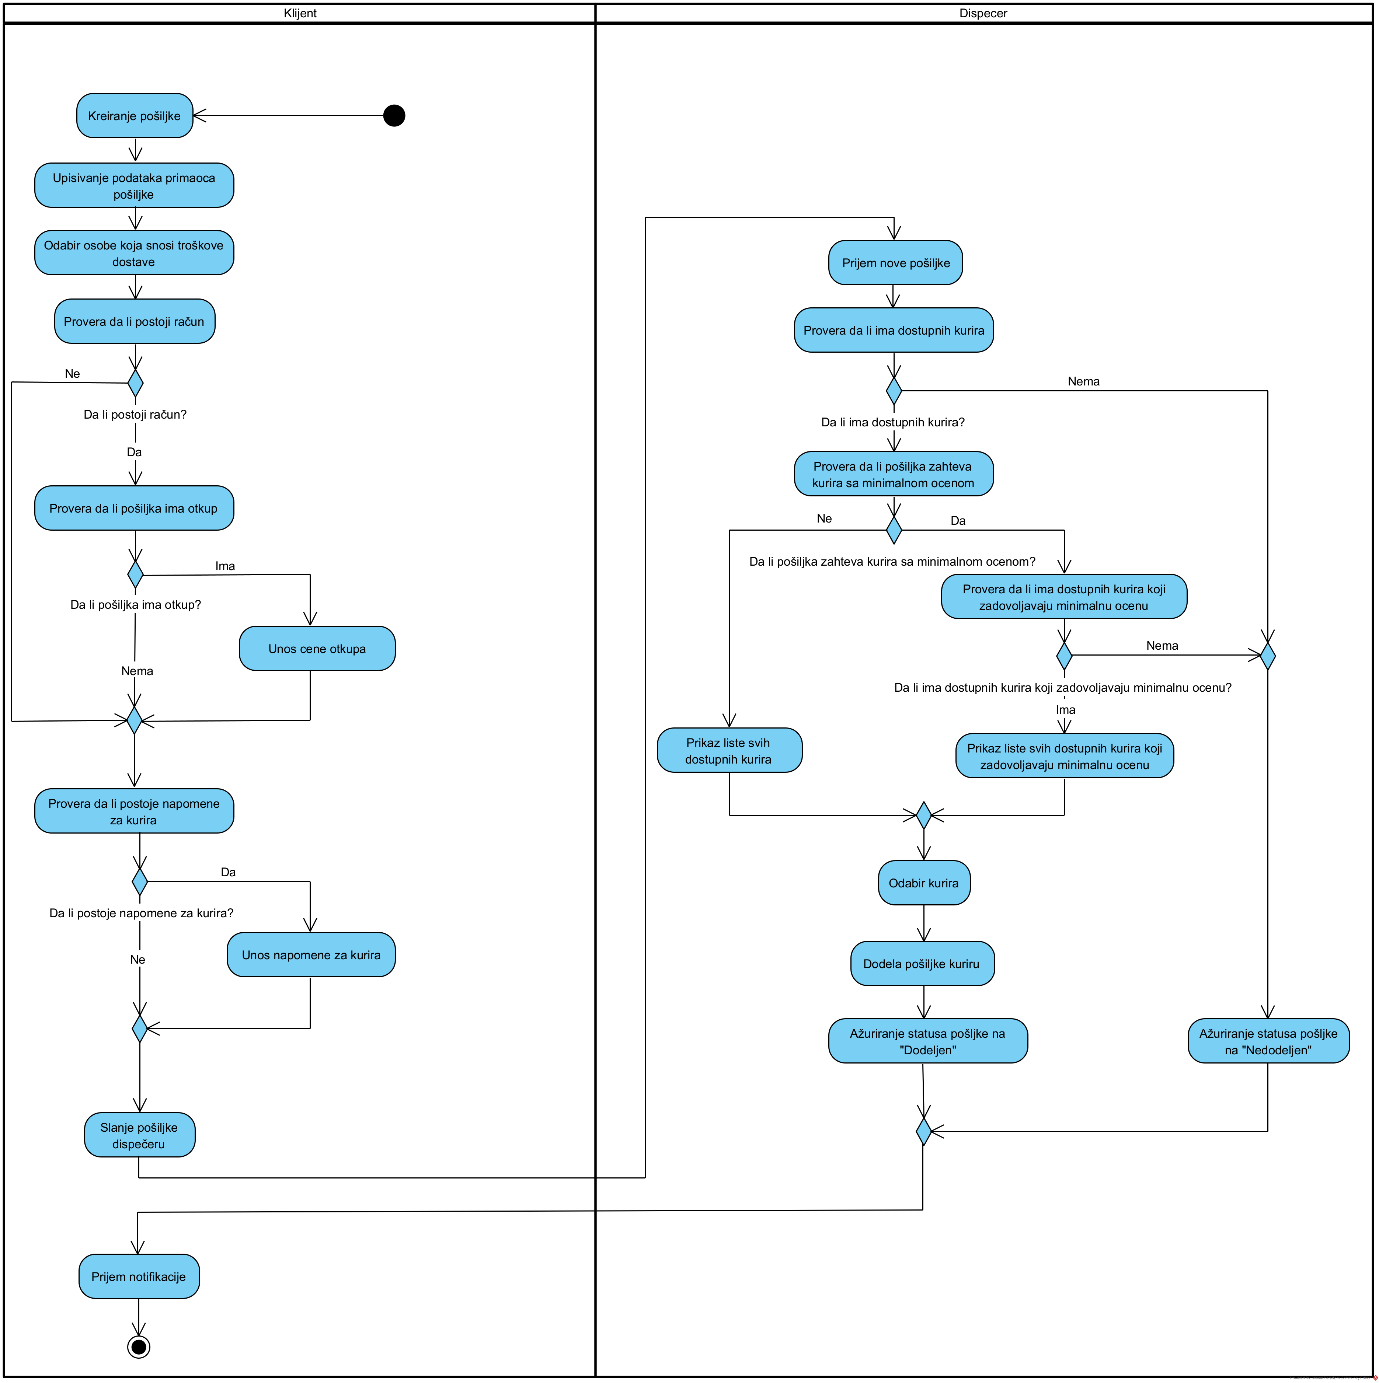 Klijent
Dispecer
Kreiranje pošiljke
Upisivanje podataka primaoca
pošiljke
Odabir osobe koja snosi troškove
dostave
Provera da li postoji račun
Ne
Da li postoji račun?
Da
Provera da li pošiljka ima otkup
Ima
Da li pošiljka ima otkup?
Unos cene otkupa
Nema
Provera da li postoje napomene
za kurira
Da
Da li postoje napomene za kurira?
Ne
Unos napomene za kurira
Slanje pošiljke
dispečeru
Prijem notifikacije
Prijem nove pošiljke
Provera da li ima dostupnih kurira
Nema
Da li ima dostupnih kurira?
Provera da li pošiljka zahteva
kurira sa minimalnom ocenom
Ne
Da
Da li pošiljka zahteva kurira sa minimalnom ocenom?
Provera da li ima dostupnih kurira koji
zadovoljavaju minimalnu ocenu
Nema
Da li ima dostupnih kurira koji zadovoljavaju minimalnu ocenu?
Ima
Prikaz liste svih
dostupnih kurira
Prikaz liste svih dostupnih kurira koji
zadovoljavaju minimalnu ocenu
Odabir kurira
Dodela pošiljke kuriru
Ažuriranje statusa pošljke na
"Dodeljen"
Ažuriranje statusa pošljke
na "Nedodeljen"